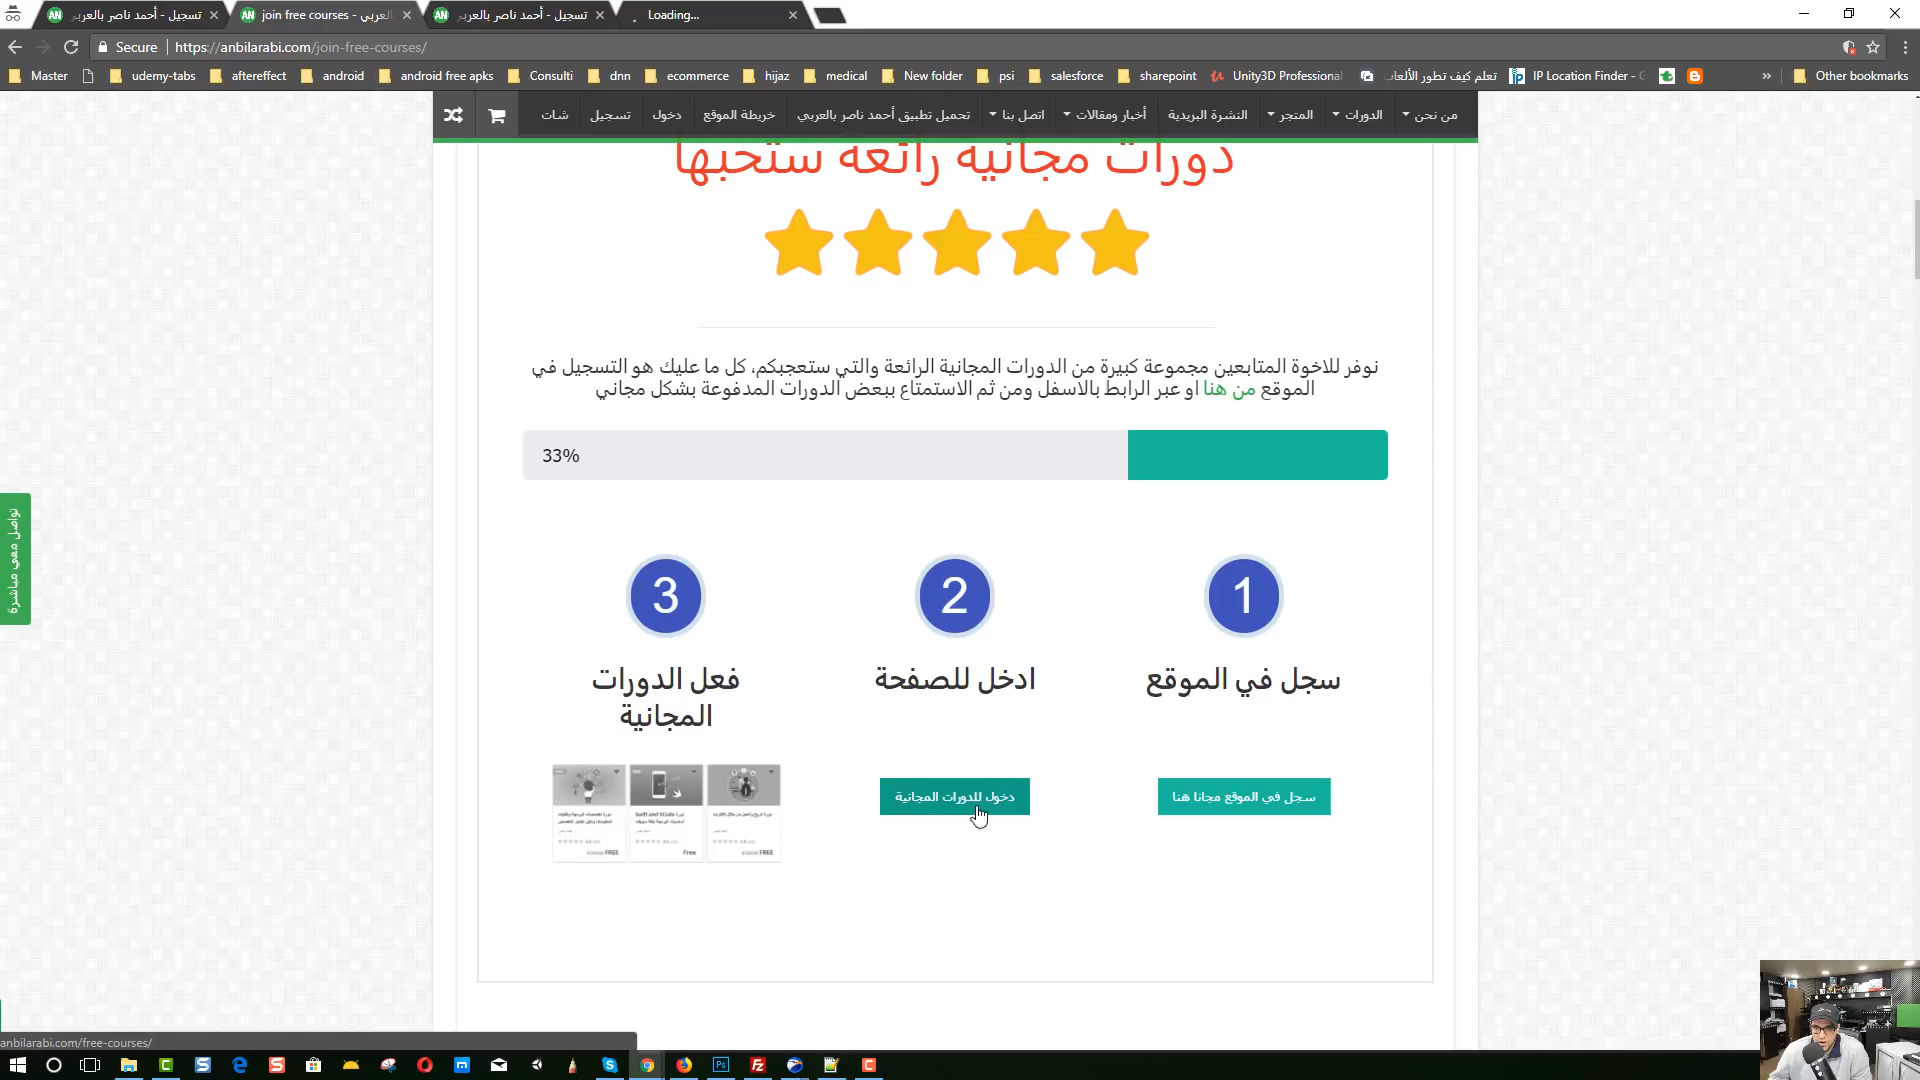 تسجيل - أحمد ناصر بالعربي
join free courses - بالعربي
تسجيل - أحمد ناصر بالعربي
Loading...
Secure
https://anbilarabi.com/join-free-courses/
Master
udemy-tabs
aftereffect
android
android free apks
Consulti
dnn
ecommerce
hijaz
medical
New folder
psi
salesforce
sharepoint
Unity3D Professional
تعلم كيف تطور الألعاب
IP Location Finder -
Other bookmarks
من نحن
الدورات
المتجر
النشرة البريدية
أخبار ومقالات
اتصل بنا
تحميل تطبيق أحمد ناصر بالعربي
خريطة الموقع
دخول
تسجيل
شات
دورات مجانية رائعة ستحبها
نوفر للاخوة المتابعين مجموعة كبيرة من الدورات المجانية الرائعة والتي ستعجبكم، كل ما عليك هو التسجيل في
الموقع من هنا او عبر الرابط بالاسفل ومن ثم الاستمتاع ببعض الدورات المدفوعة بشكل مجاني
33%
1
2
3
سجل في الموقع
ادخل للصفحة
فعل الدورات
المجانية
سجل في الموقع مجانا هنا
دخول للدورات المجانية
FREE
Free
FREE
تواصل معي مباشرة
anbilarabi.com/free-courses/